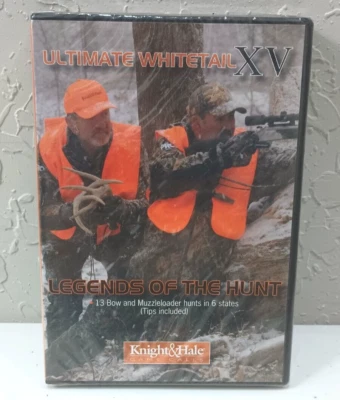 ULTIMATE WHITETAIL XV
LEGENDS OF THE HUNT
13 Bow and Muzzleloader hunts in 6 states
(Tips included)
Knight&Hale